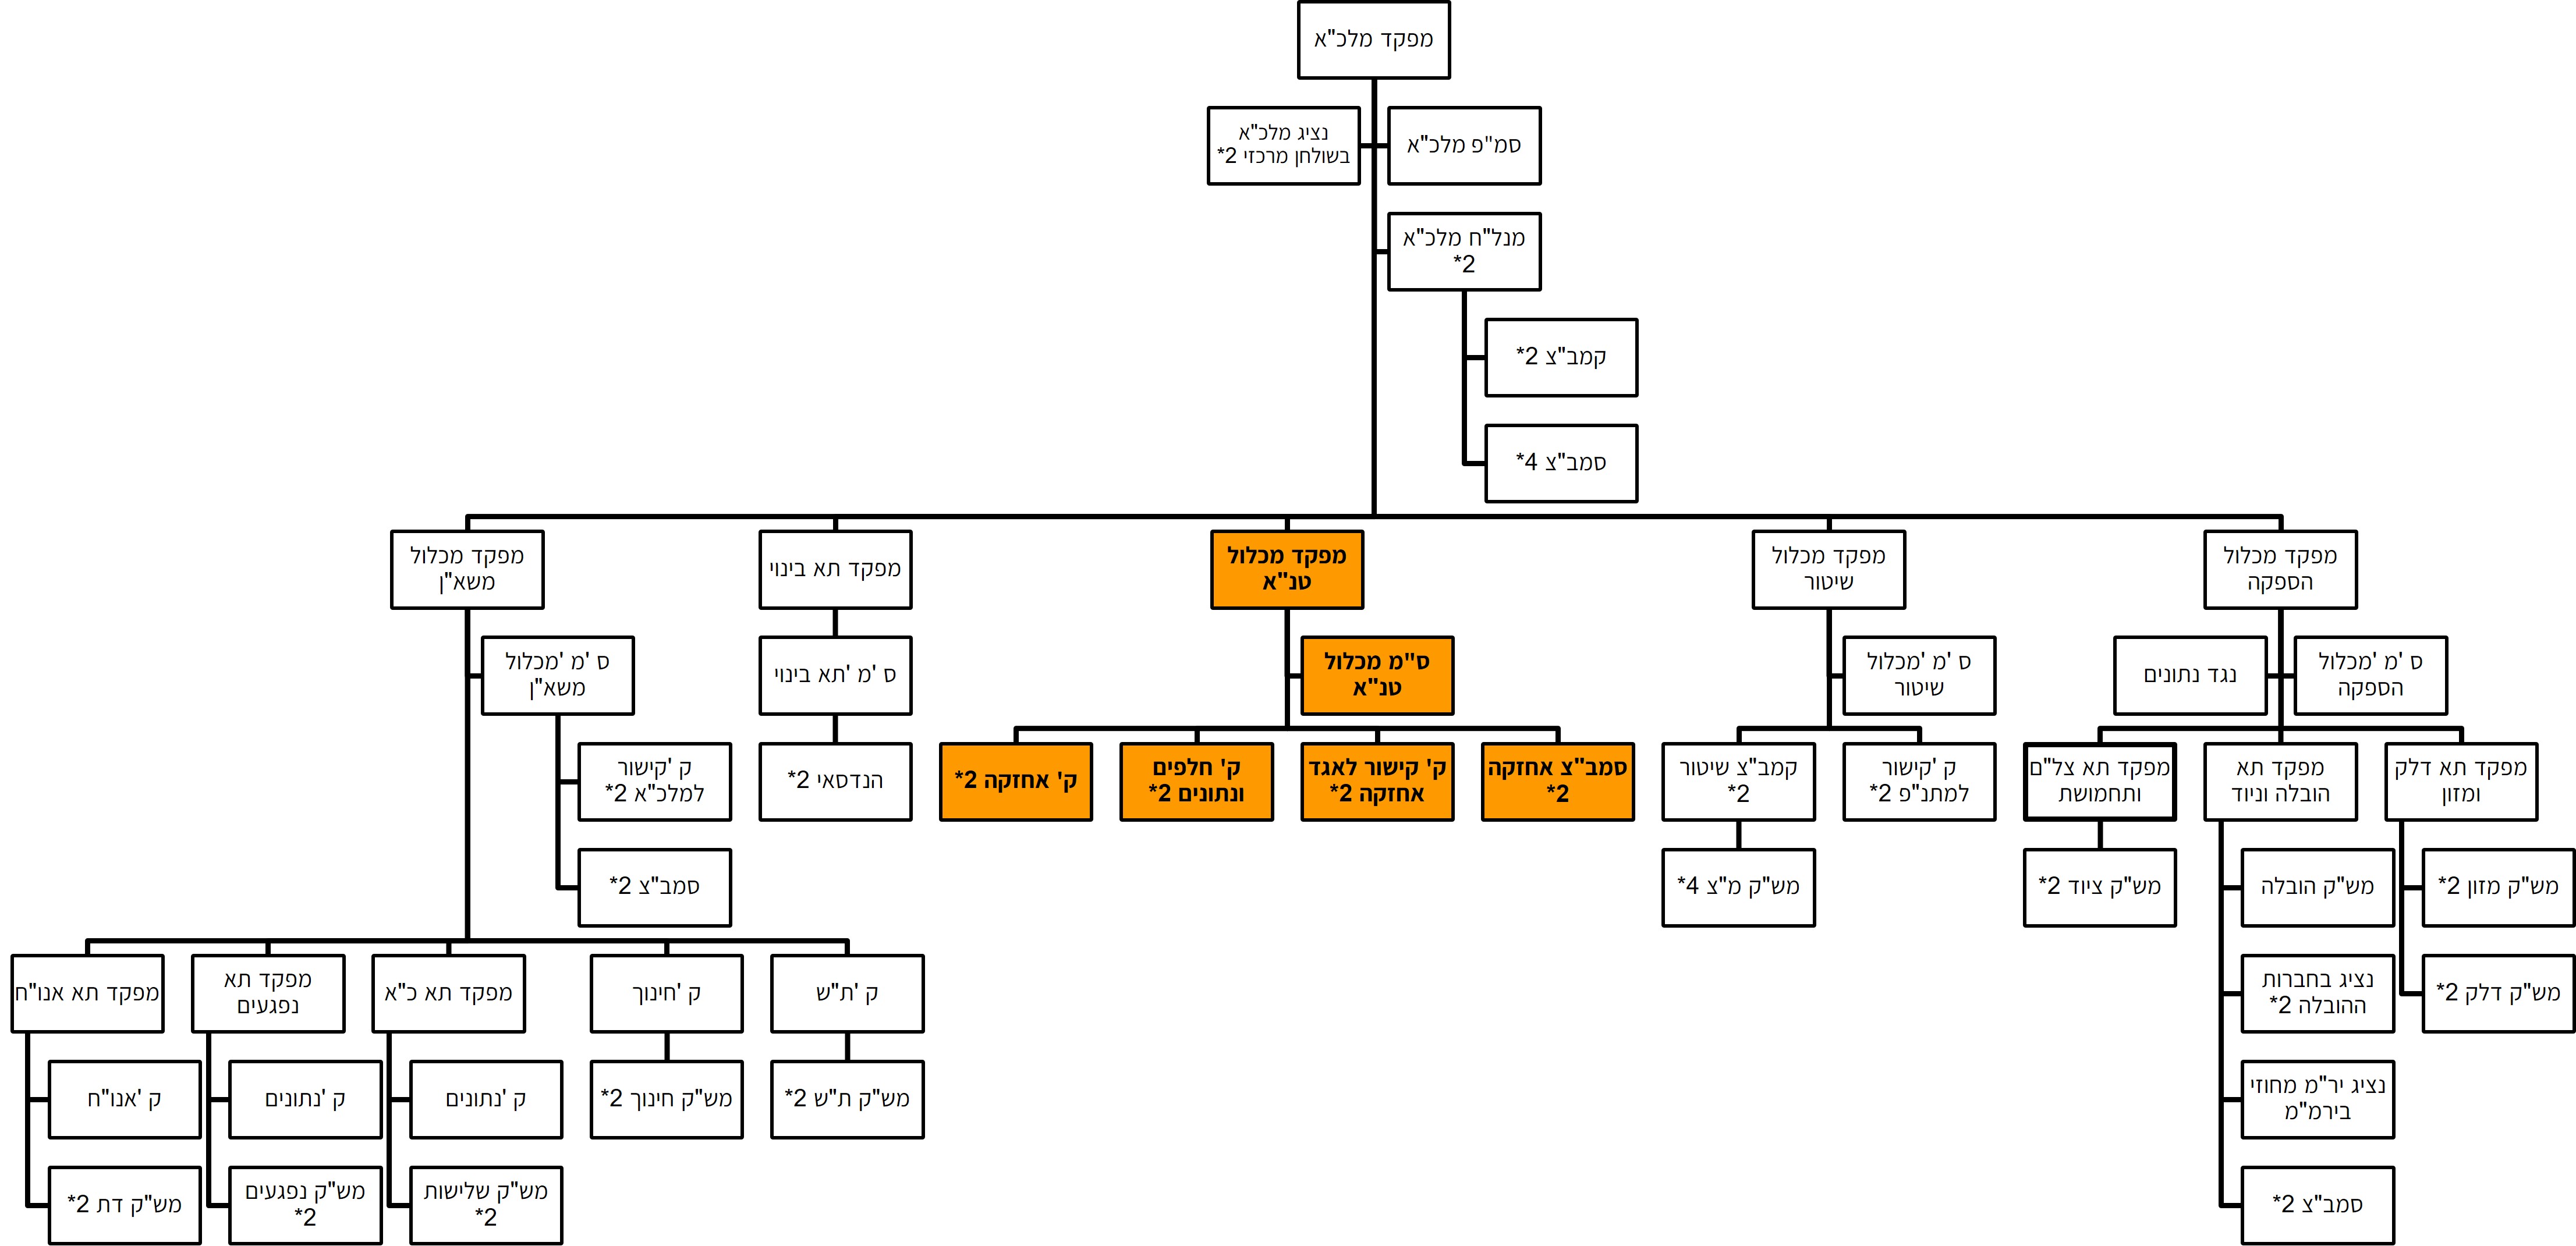 מפקד מלכ"א
סמ"פ מלכ"א
נציג מלכ"א
בשולחן מרכזי 2*
מנל"ח מלכ"א
2*
קמב"צ 2*
סמב"צ 4*
מפקד מכלול
הספקה
מפקד מכלול
שיטור
מפקד מכלול
טנ"א
מפקד תא בינוי
מפקד מכלול
משא"ן
ס 'מ 'מכלול
הספקה
נגד נתונים
ס 'מ 'מכלול
שיטור
ס"מ מכלול
טנ"א
ס 'מ 'תא בינוי
ס 'מ 'מכלול
משא"ן
מפקד תא דלק
ומזון
מפקד תא
הובלה וניוד
מפקד תא צל"ם
ותחמושת
ק 'קישור
למתנ"פ 2*
קמב"צ שיטור
2*
סמב"צ אחזקה
2*
ק' קישור לאגד
אחזקה 2*
ק' חלפים
ונתונים 2*
ק' אחזקה 2*
הנדסאי 2*
ק 'קישור
למלכ"א 2*
מש"ק מזון 2*
מש"ק הובלה
מש"ק ציוד 2*
מש"ק מ"צ 4*
סמב"צ 2*
מש"ק דלק 2*
נציג בחברות
ההובלה 2*
ק 'ת"ש
ק 'חינוך
מפקד תא כ"א
מפקד תא
נפגעים
מפקד תא אנו"ח
נציג יר"מ מחוזי
בירמ"מ
מש"ק ת"ש 2*
מש"ק חינוך 2*
ק 'נתונים
ק 'נתונים
ק 'אנו"ח
סמב"צ 2*
מש"ק שלישות
2*
מש"ק נפגעים
2*
מש"ק דת 2*